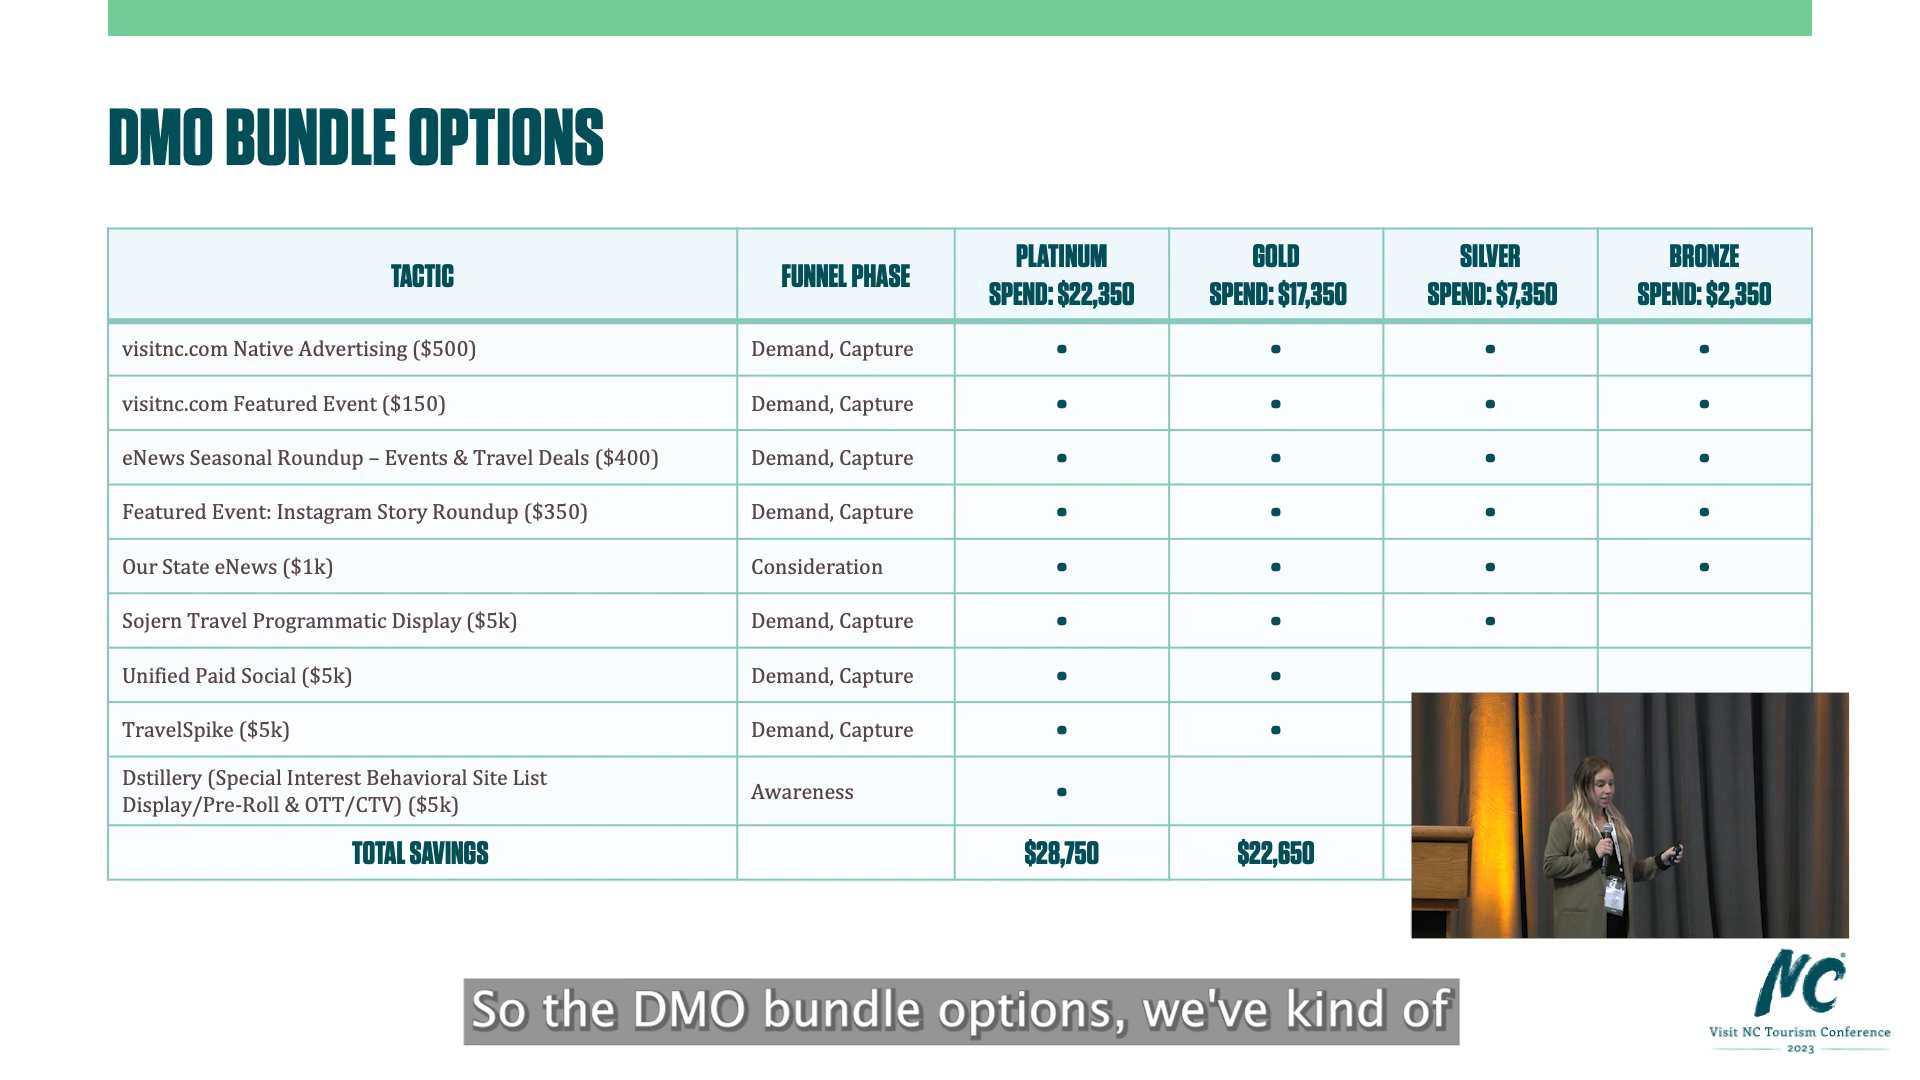 DMO BUNDLE OPTIONS
TACTIC
FUNNEL PHASE
PLATINUM
SPEND: $22,350
GOLD
SPEND: $17,350
SILVER
SPEND: $7,350
BRONZE
SPEND: $2,350
visitnc.com Native Advertising ($500)
Demand, Capture
• • • •
visitnc.com Featured Event ($150)
Demand, Capture
• • • •
eNews Seasonal Roundup – Events & Travel Deals ($400)
Demand, Capture
• • • •
Featured Event: Instagram Story Roundup ($350)
Demand, Capture
• • • •
Our State eNews ($1k)
Consideration
• • • •
Sojern Travel Programmatic Display ($5k)
Demand, Capture
• • •
Unified Paid Social ($5k)
Demand, Capture
• •
TravelSpike ($5k)
Demand, Capture
• •
Dstillery (Special Interest Behavioral Site List
Display/Pre-Roll & OTT/CTV) ($5k)
Awareness
•
TOTAL SAVINGS
$28,750
$22,650
So the DMO bundle options, we've kind of
NC
Visit NC Tourism Conference
2023